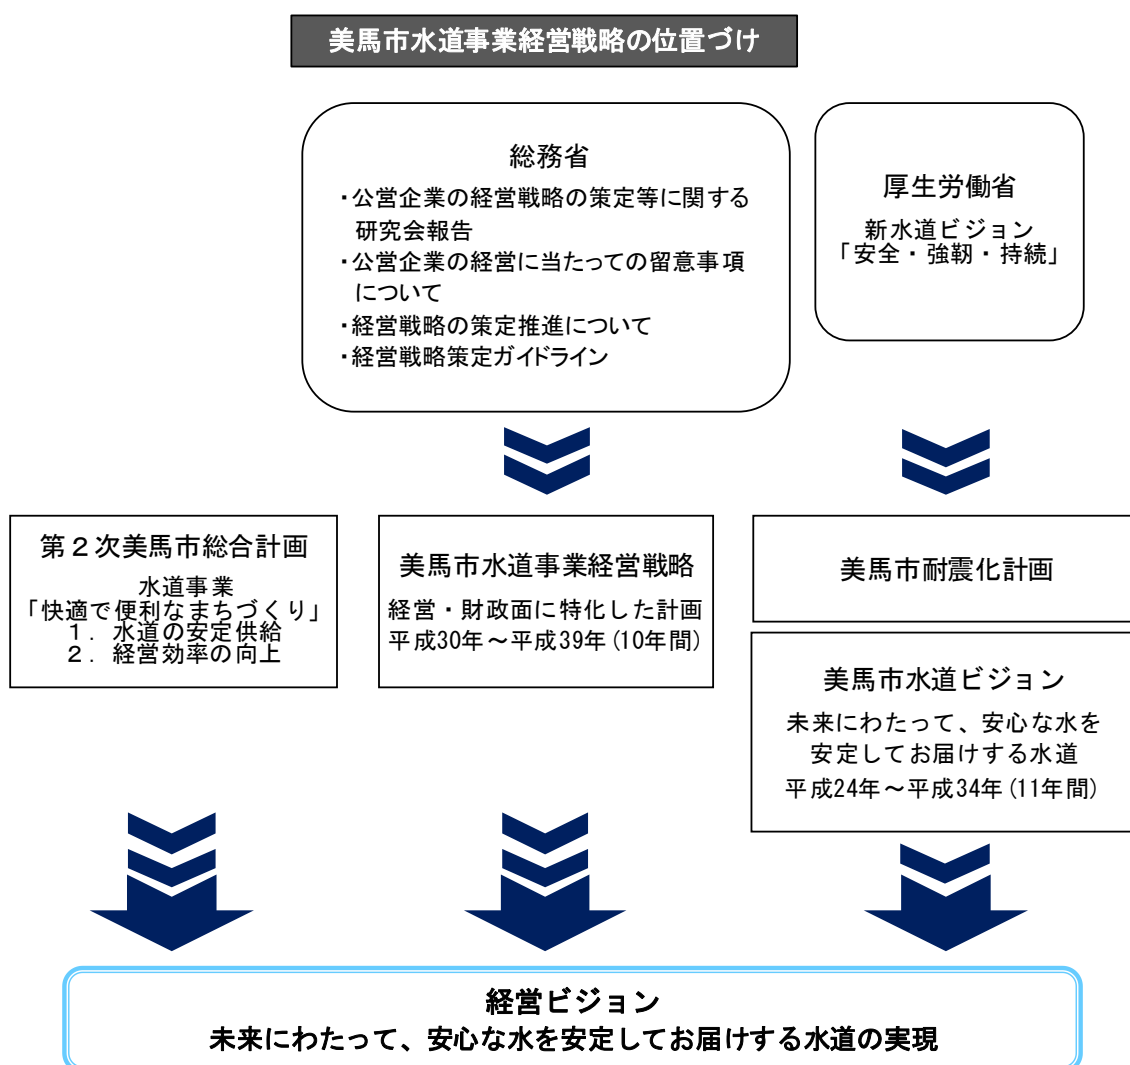 美馬市水道事業経営戦略の位置づけ
総務省
・公営企業の経営戦略の策定等に関する
研究会報告
・公営企業の経営に当たっての留意事項
について
・経営戦略の策定推進について
・経営戦略策定ガイドライン
厚生労働省
新水道ビジョン
「安全・強靭・持続」
第２次美馬市総合計画
水道事業
「快適で便利なまちづくり」
１．水道の安定供給
２．経営効率の向上
美馬市水道事業経営戦略
経営・財政面に特化した計画
平成30年～平成39年(10年間)
美馬市耐震化計画
美馬市水道ビジョン
未来にわたって、安心な水を
安定してお届けする水道
平成24年～平成34年(11年間)
経営ビジョン
未来にわたって、安心な水を安定してお届けする水道の実現